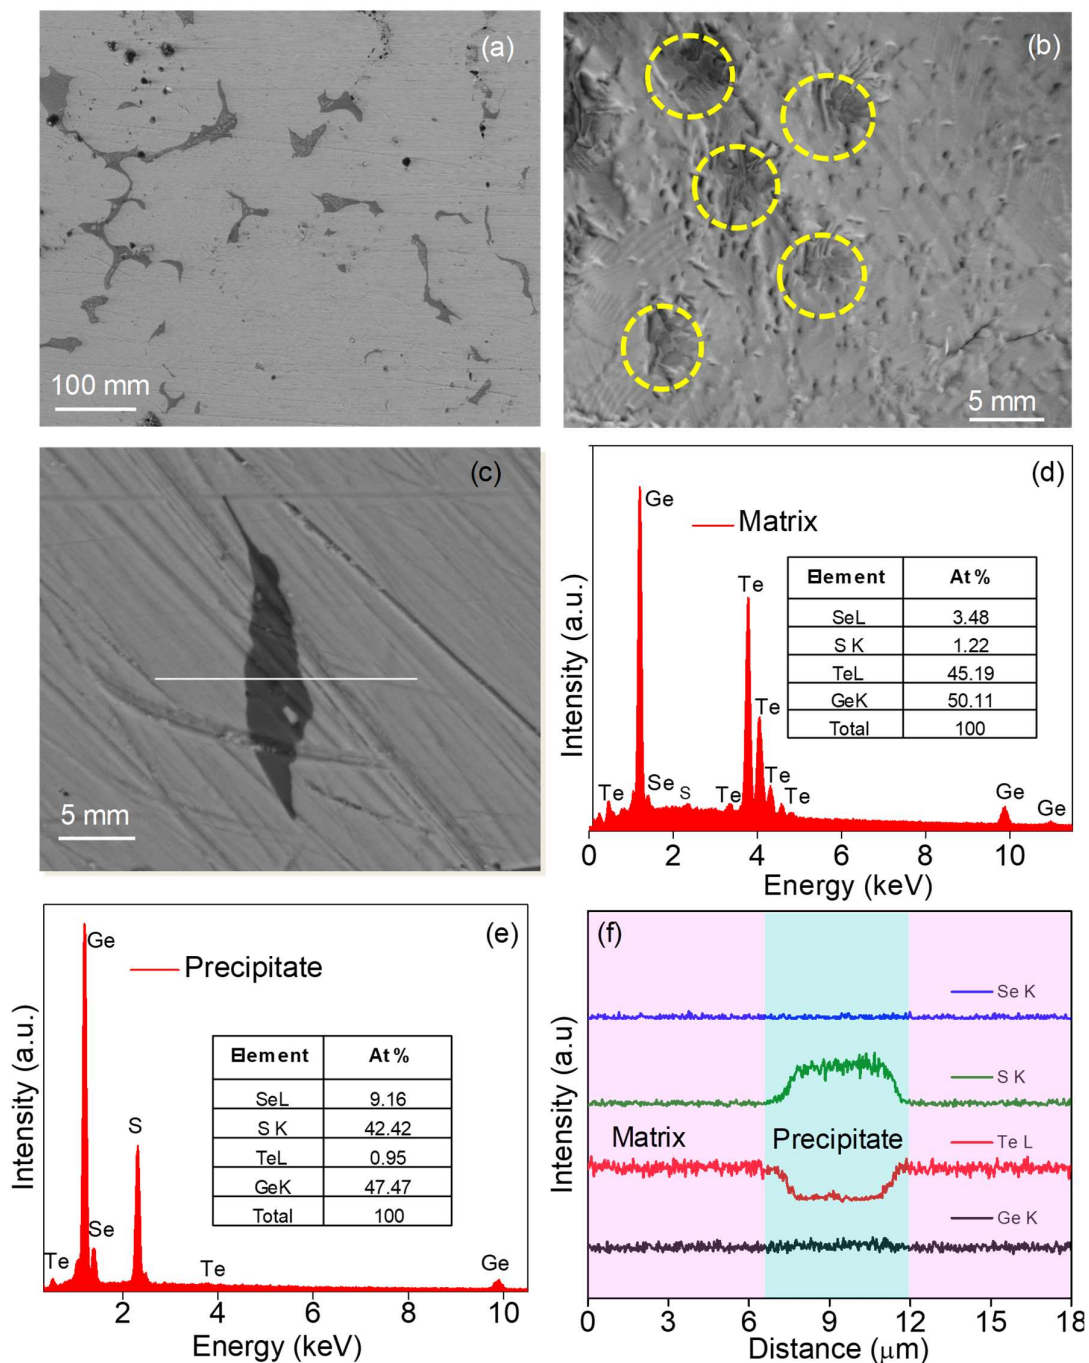 (a)
100 mm
(b)
5 mm
(c)
5 mm
(d)
Matrix
Ge
Te
Te
Te
Te
Te
Te
Se
S
Ge
Ge
Element At%
SeL 3.48
S K 1.22
TeL 45.19
GeK 50.11
Total 100
Intensity (a.u.)
0 2 4 6 8 10
Energy (keV)
(e)
Precipitate
Ge
S
Se
Te
Te
Ge
Element At%
SeL 9.16
S K 42.42
TeL 0.95
GeK 47.47
Total 100
Intensity (a.u.)
2 4 6 8 10
Energy (keV)
(f)
Se K
S K
Te L
Ge K
Matrix
Precipitate
Intensity (a.u)
0 3 6 9 12 15 18
Distance (μm)